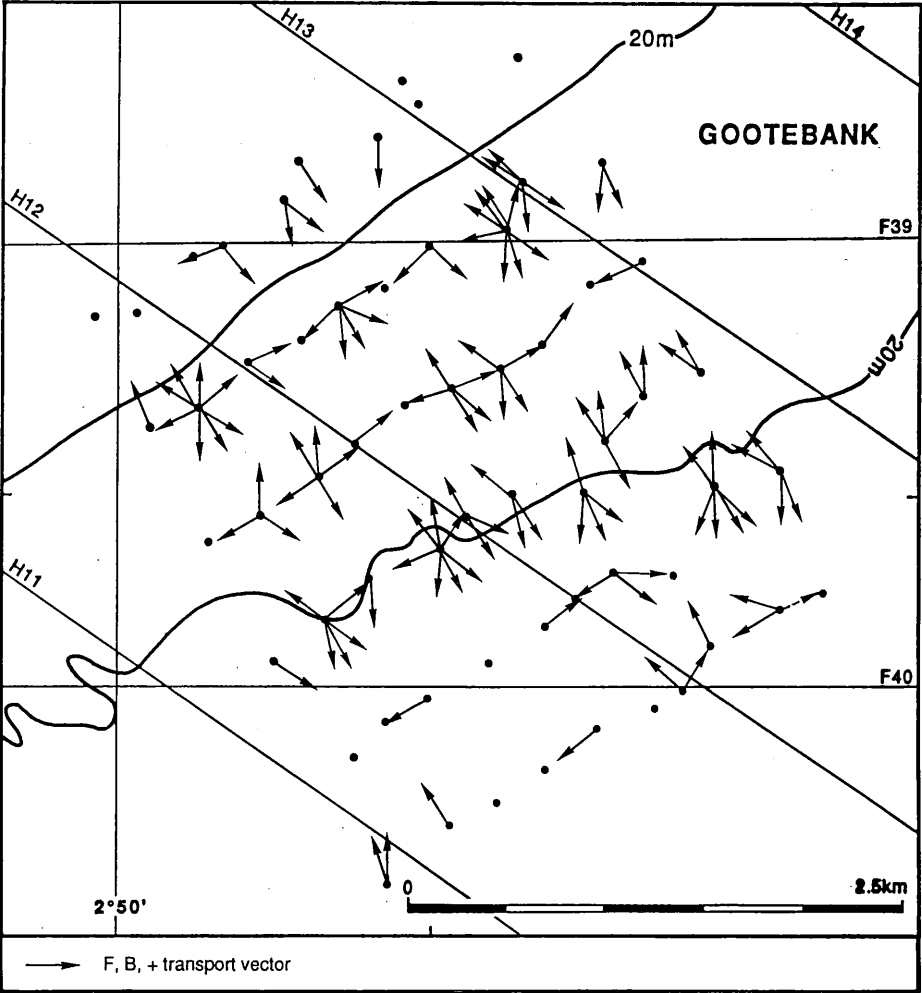 H13
H14
20m
GOOTEBANK
H12
F39
20m
H11
F40
2°50'
0
2.5km
F, B, + transport vector